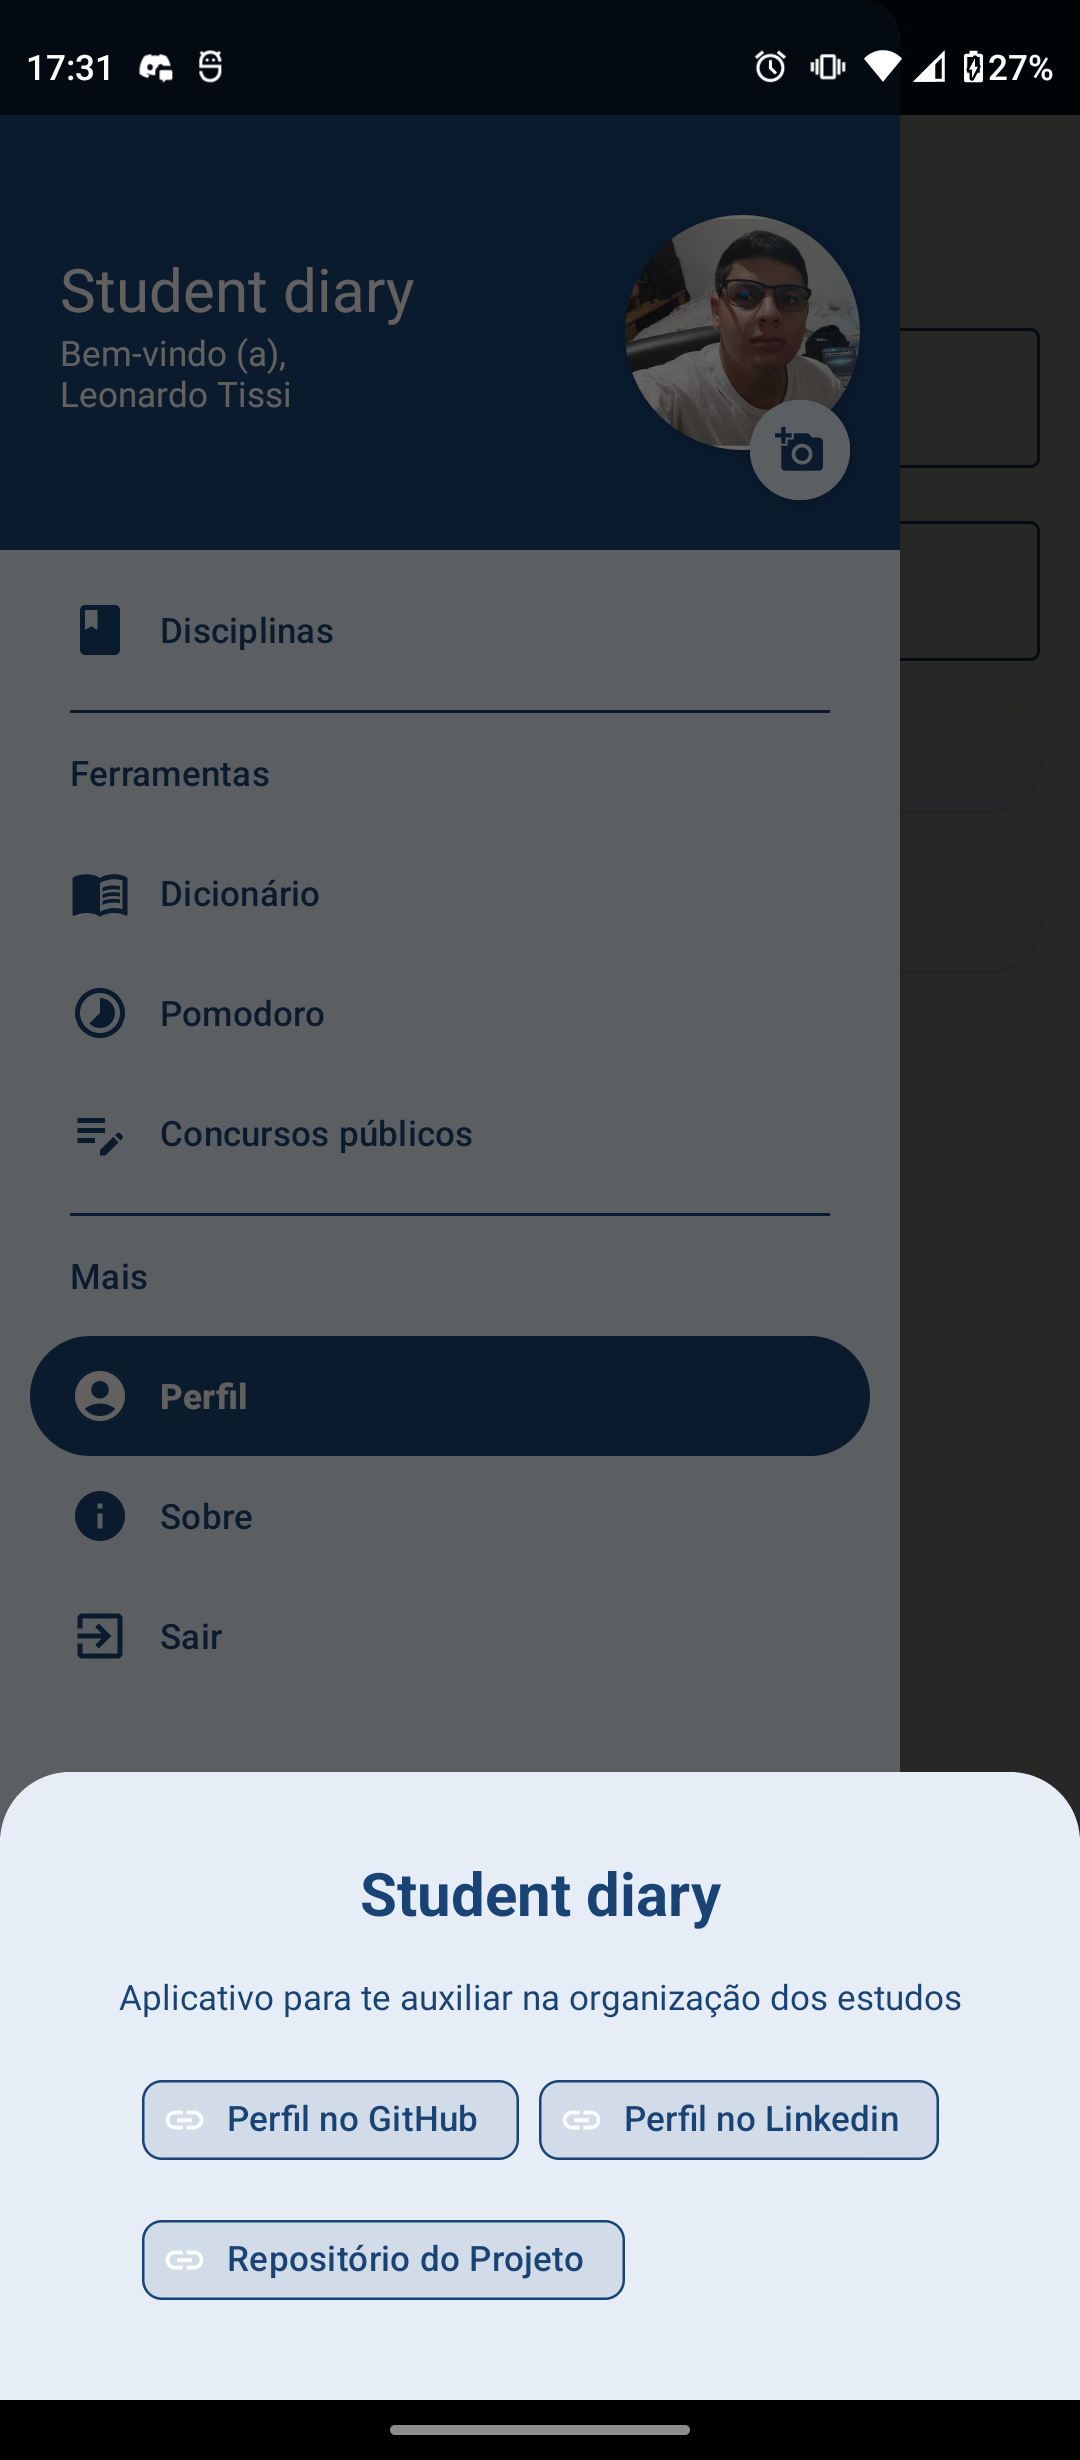 17:31
27%
Student diary
Bem-vindo (a),
Leonardo Tissi
Disciplinas
Ferramentas
Dicionário
Pomodoro
Concursos públicos
Mais
Perfil
Sobre
Sair
Student diary
Aplicativo para te auxiliar na organização dos estudos
Perfil no GitHub
Perfil no Linkedin
Repositório do Projeto